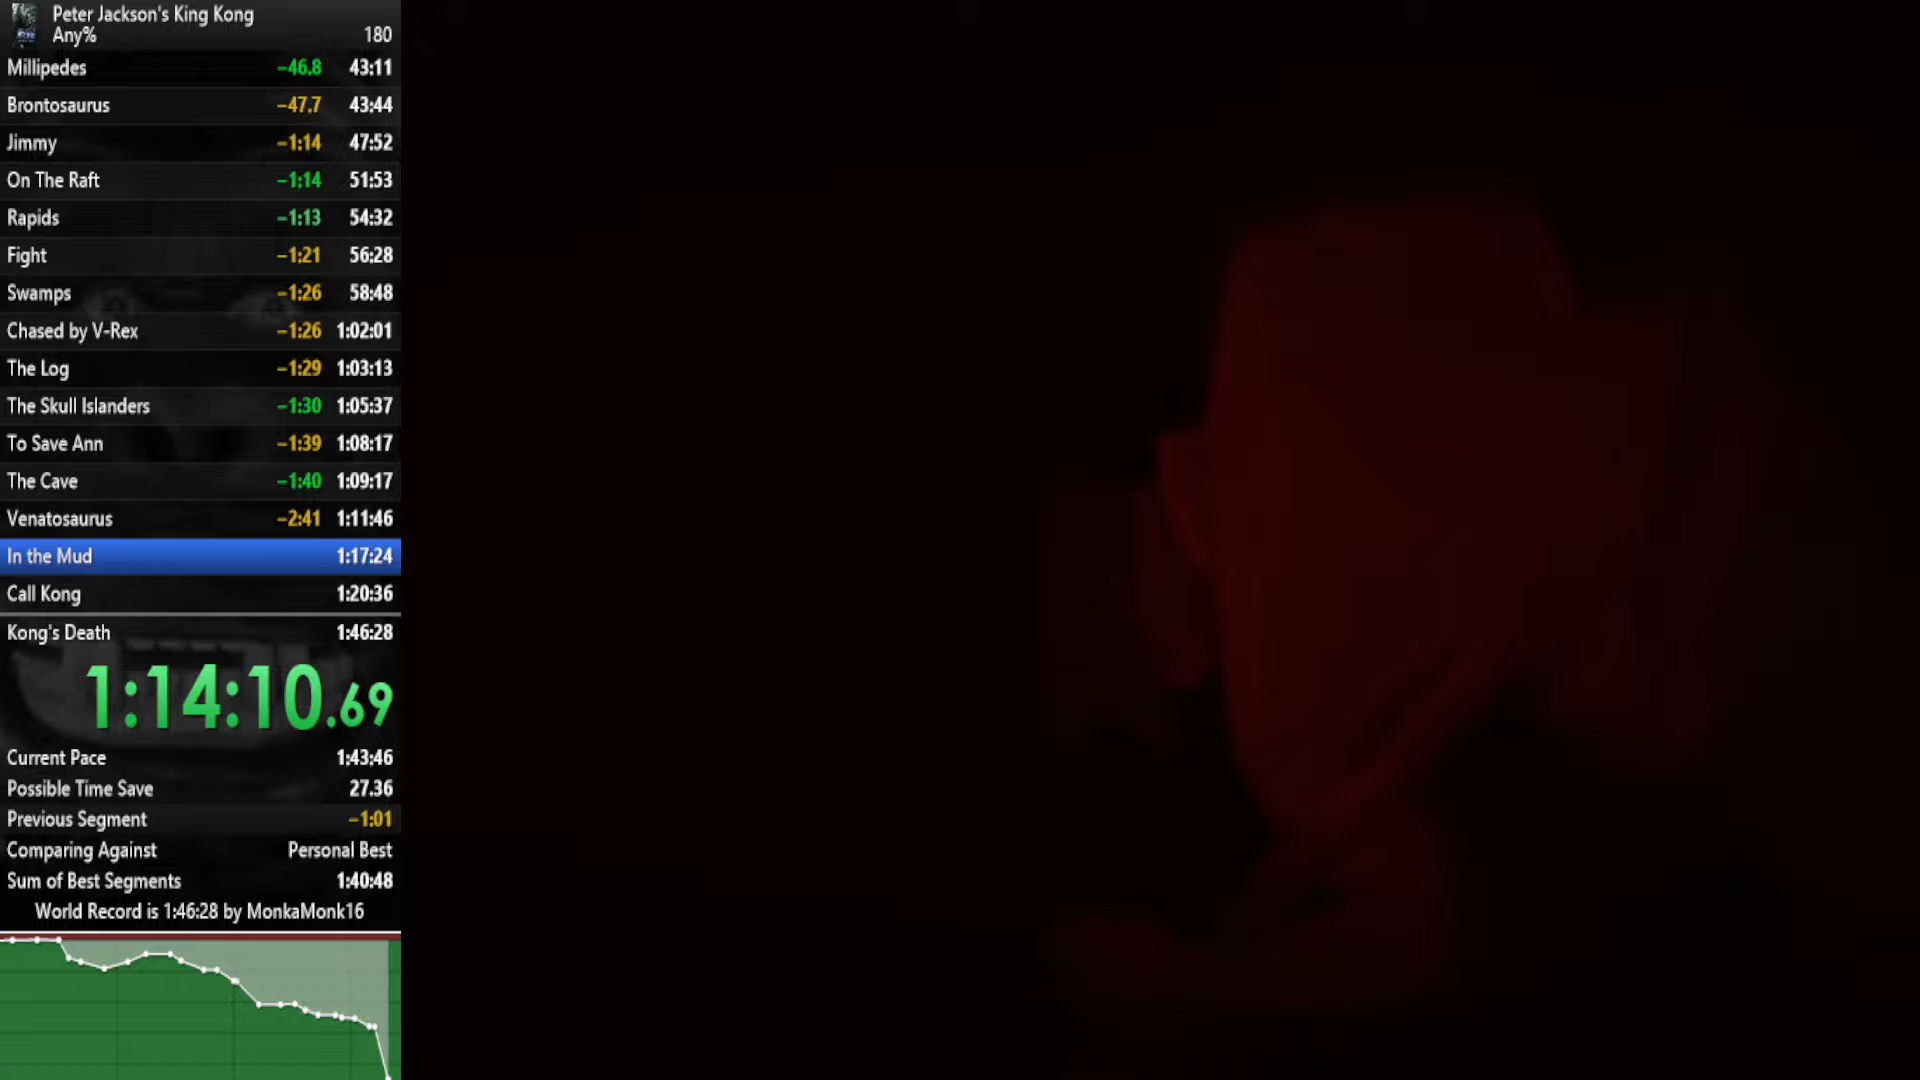 Peter Jackson's King Kong
Any% 180
Millipedes −46.8 43:11
Brontosaurus −47.7 43:44
Jimmy −1:14 47:52
On The Raft −1:14 51:53
Rapids −1:13 54:32
Fight −1:21 56:28
Swamps −1:26 58:48
Chased by V-Rex −1:26 1:02:01
The Log −1:29 1:03:13
The Skull Islanders −1:30 1:05:37
To Save Ann −1:39 1:08:17
The Cave −1:40 1:09:17
Venatosaurus −2:41 1:11:46
In the Mud 1:17:24
Call Kong 1:20:36
Kong's Death 1:46:28
1:14:10.69
Current Pace 1:43:46
Possible Time Save 27.36
Previous Segment −1:01
Comparing Against Personal Best
Sum of Best Segments 1:40:48
World Record is 1:46:28 by MonkaMonk16